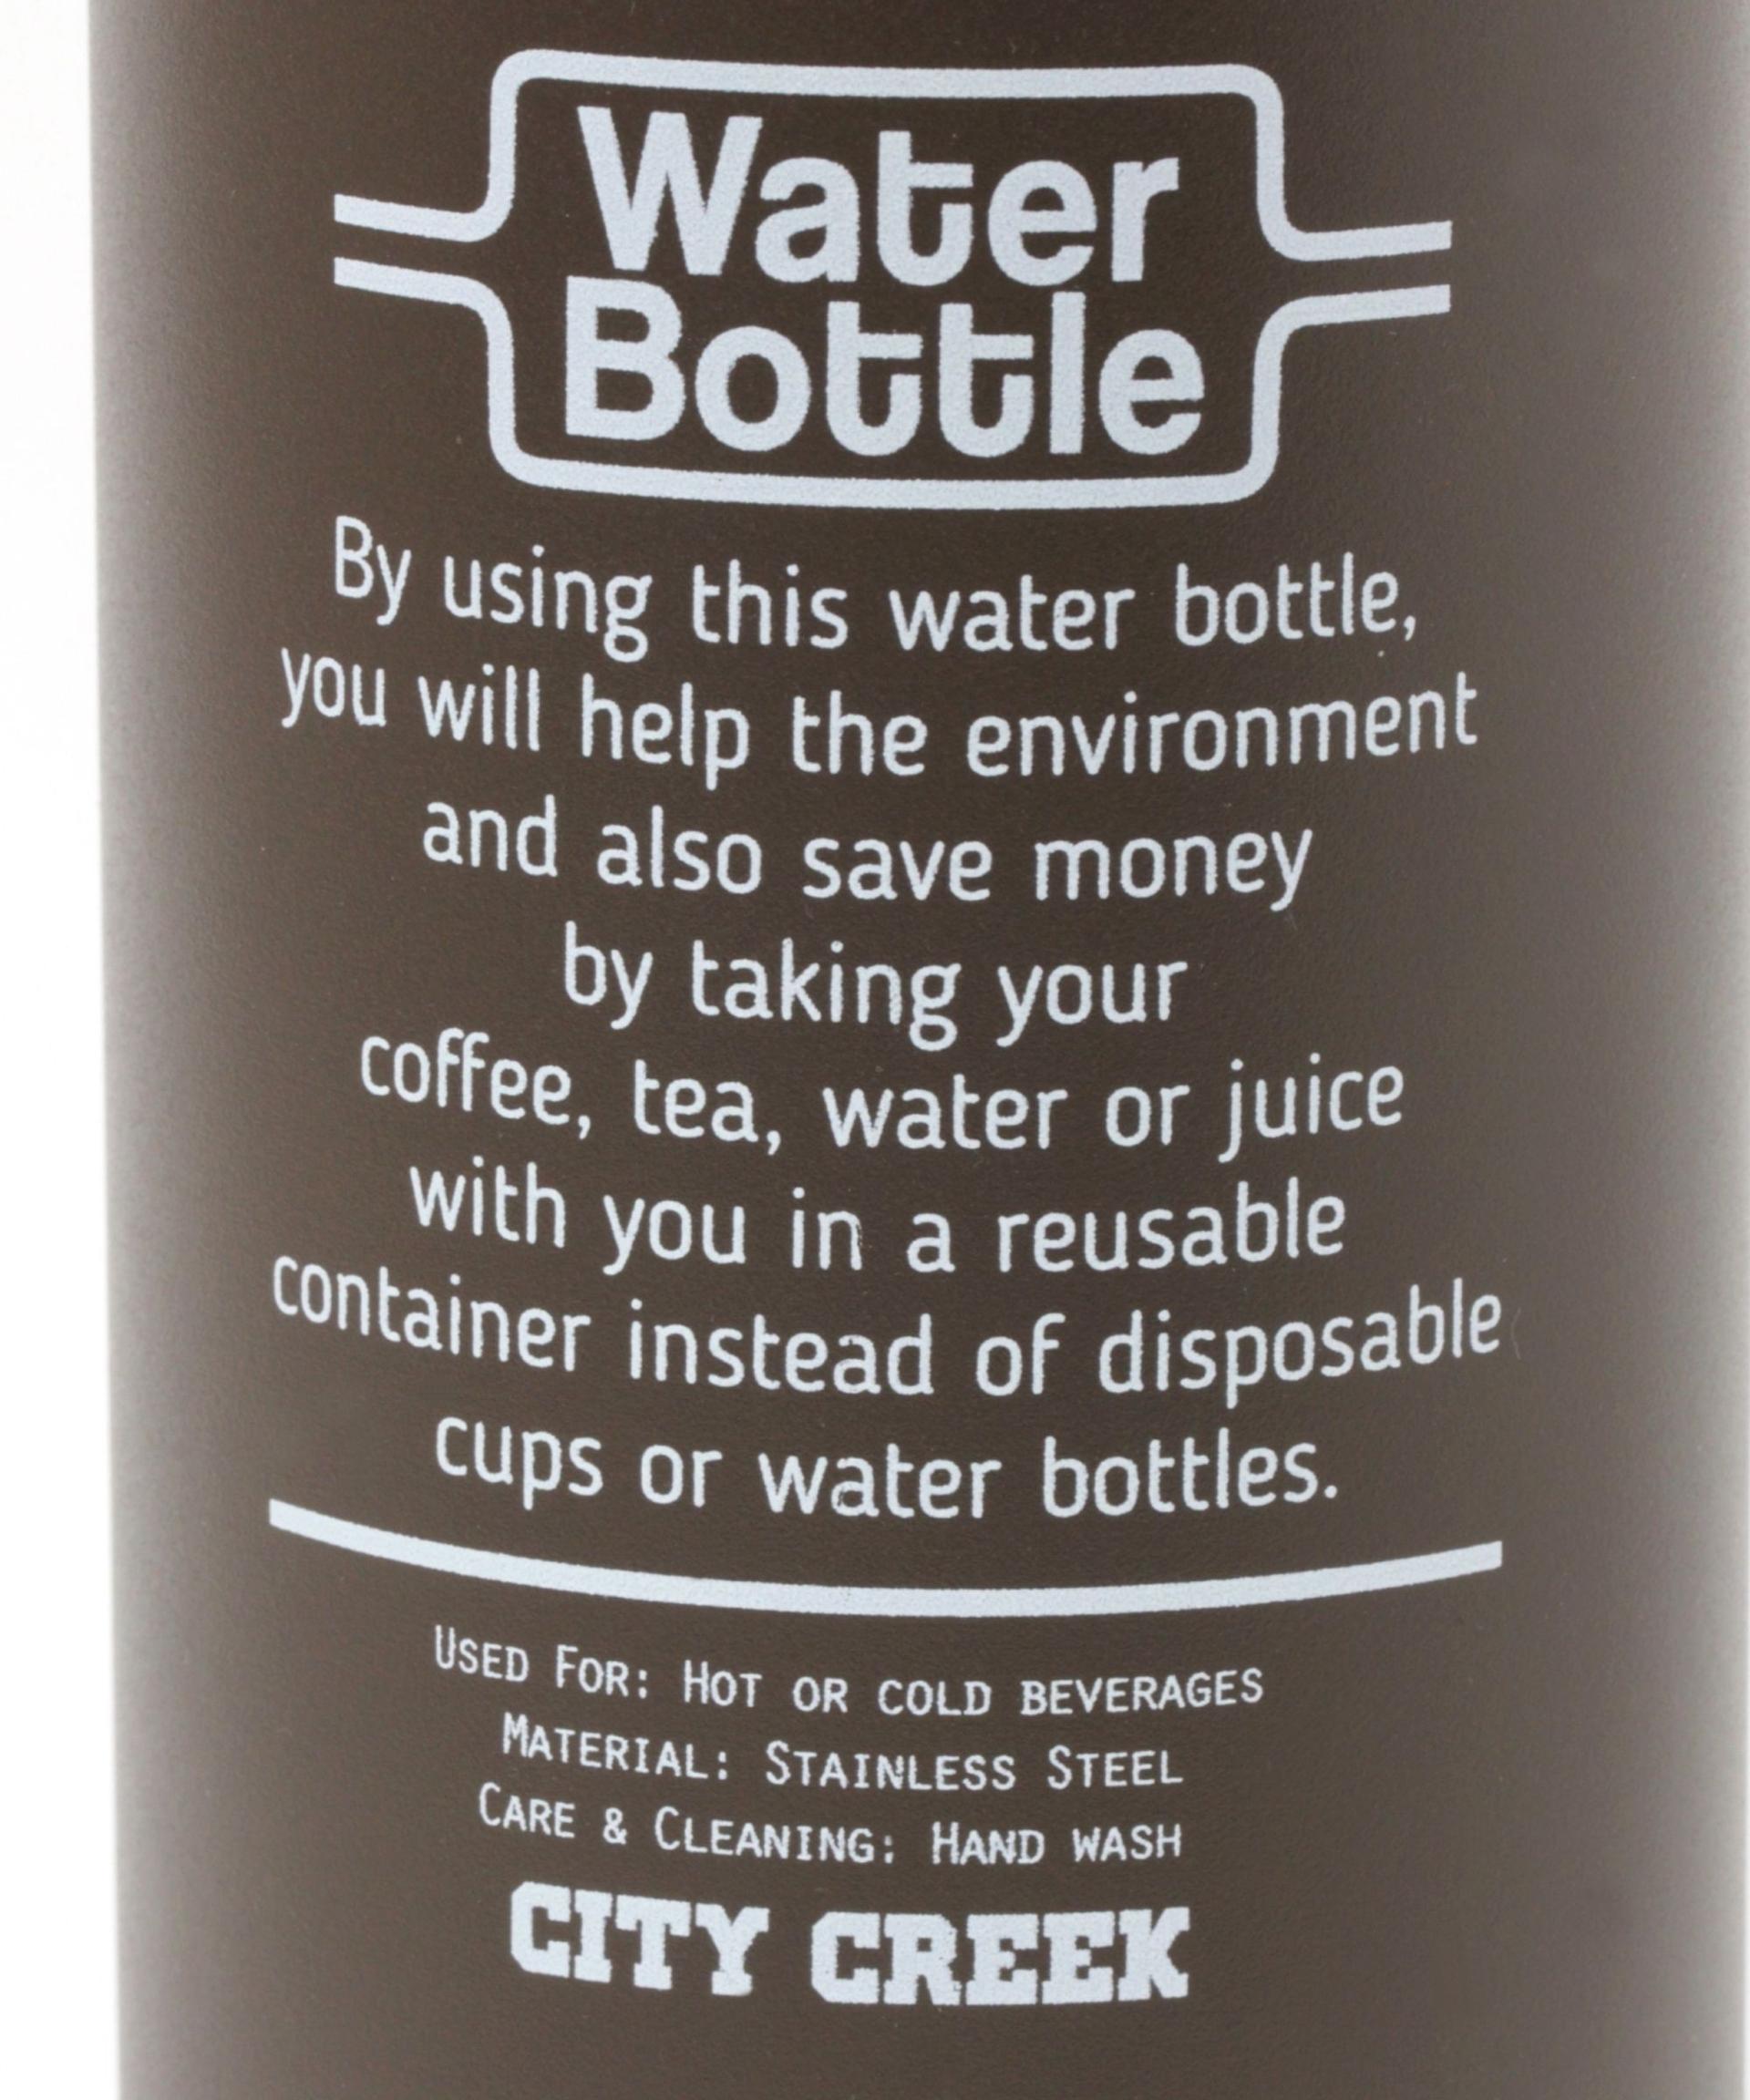 Water
Bottle
By using this water bottle,
you will help the environment
and also save money
by taking your
coffee, tea, water or juice
with you in a reusable
container instead of disposable
cups or water bottles.
USED FOR: HOT OR COLD BEVERAGES
MATERIAL: STAINLESS STEEL
CARE & CLEANING: HAND WASH
CITY CREEK